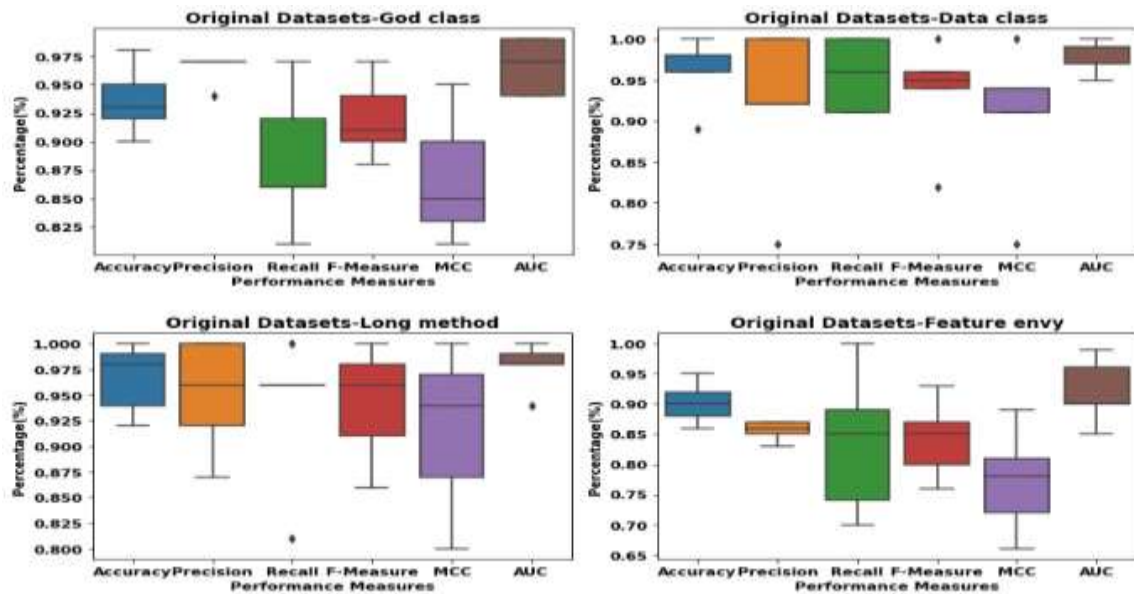 Original Datasets-God class
Percentage(%)
0.975
0.950
0.925
0.900
0.875
0.850
0.825
Accuracy Precision Recall F-Measure MCC AUC
Performance Measures
Original Datasets-Data class
Percentage(%)
1.00
0.95
0.90
0.85
0.80
0.75
Accuracy Precision Recall F-Measure MCC AUC
Performance Measures
Original Datasets-Long method
Percentage(%)
1.000
0.975
0.950
0.925
0.900
0.875
0.850
0.825
0.800
Accuracy Precision Recall F-Measure MCC AUC
Performance Measures
Original Datasets-Feature envy
Percentage(%)
1.00
0.95
0.90
0.85
0.80
0.75
0.70
0.65
Accuracy Precision Recall F-Measure MCC AUC
Performance Measures